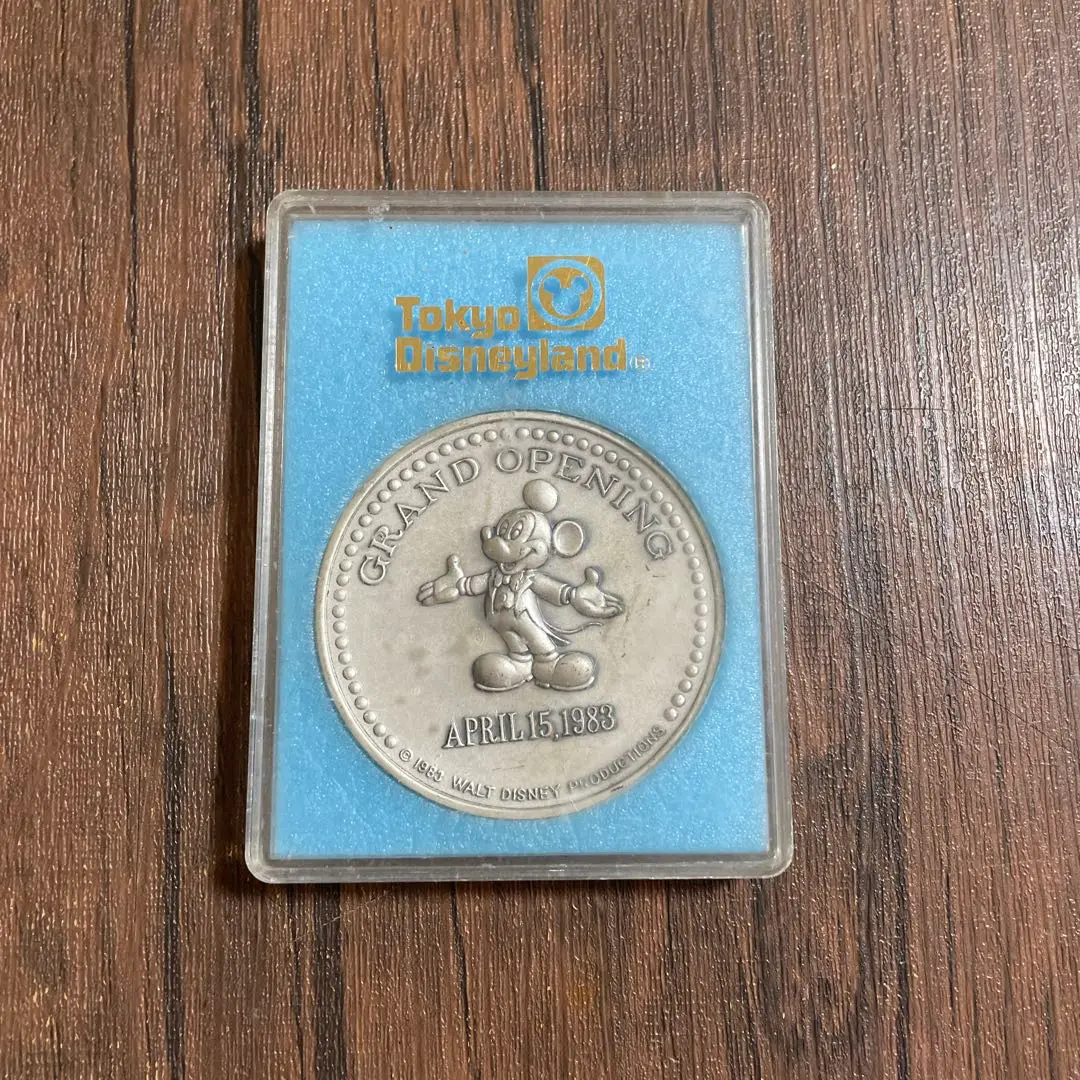 Tokyo
Disneyland®
GRAND OPENING
APRIL 15, 1983
© 1983 WALT DISNEY PRODUCTIONS